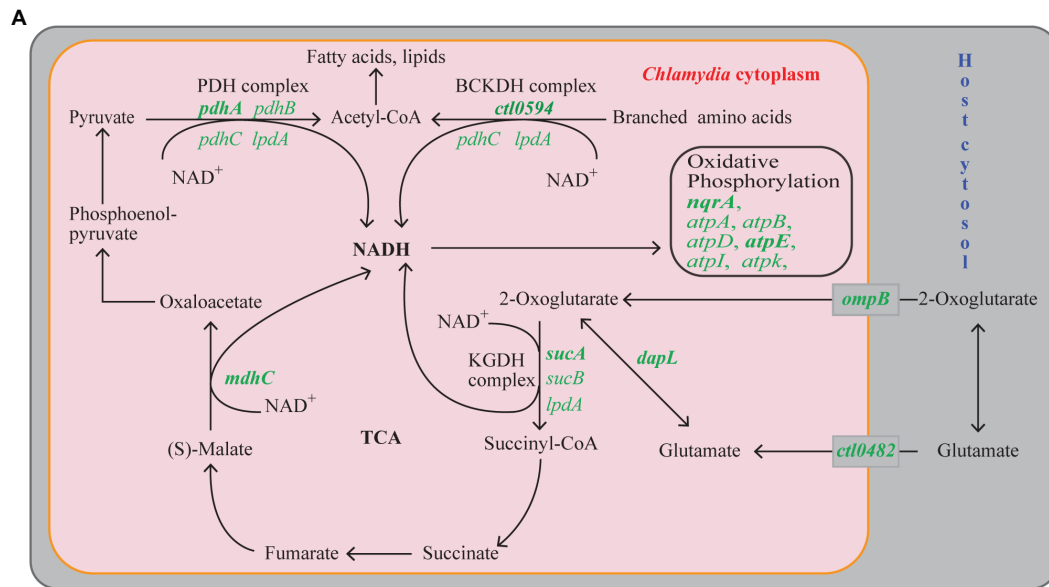 A
Fatty acids, lipids
PDH complex
pdhA pdhB
pdhC lpdA
Pyruvate
NAD+
Acetyl-CoA
BCKDH complex
ctl0594
pdhC lpdA
Branched amino acids
NAD+
Chlamydia cytoplasm
Host cytosol
Oxidative
Phosphorylation
nqrA,
atpA, atpB,
atpD, atpE,
atpI, atpk,
Phosphoenol-
pyruvate
NADH
Oxaloacetate
2-Oxoglutarate
ompB
2-Oxoglutarate
NAD+
KGDH
complex
sucA
sucB
lpdA
dapL
mdhC
NAD+
TCA
(S)-Malate
Succinyl-CoA
Glutamate
ctl0482
Glutamate
Fumarate
Succinate